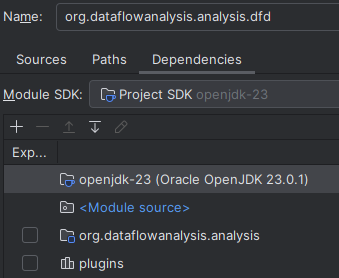 Name: org.dataflowanalysis.analysis.dfd
Sources Paths Dependencies
Module SDK: Project SDK openjdk-23
Exp...
openjdk-23 (Oracle OpenJDK 23.0.1)
<Module source>
org.dataflowanalysis.analysis
plugins